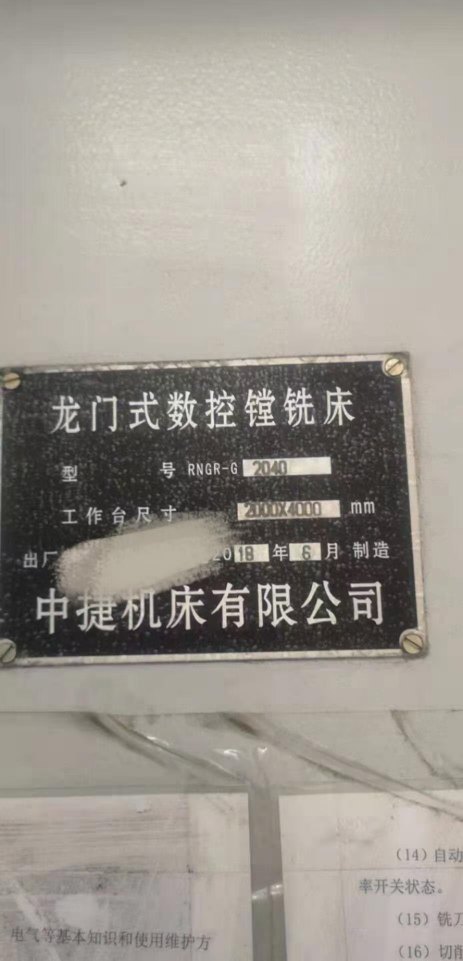 龙门式数控镗铣床
型 号 RNGR-G 2040
工作台尺寸 2000X4000 mm
出厂 2018 年 6 月 制造
中捷机床有限公司
电气等基本知识和使用维护方
(14) 自动
率开关状态。
(15) 铣刀
(16) 切削